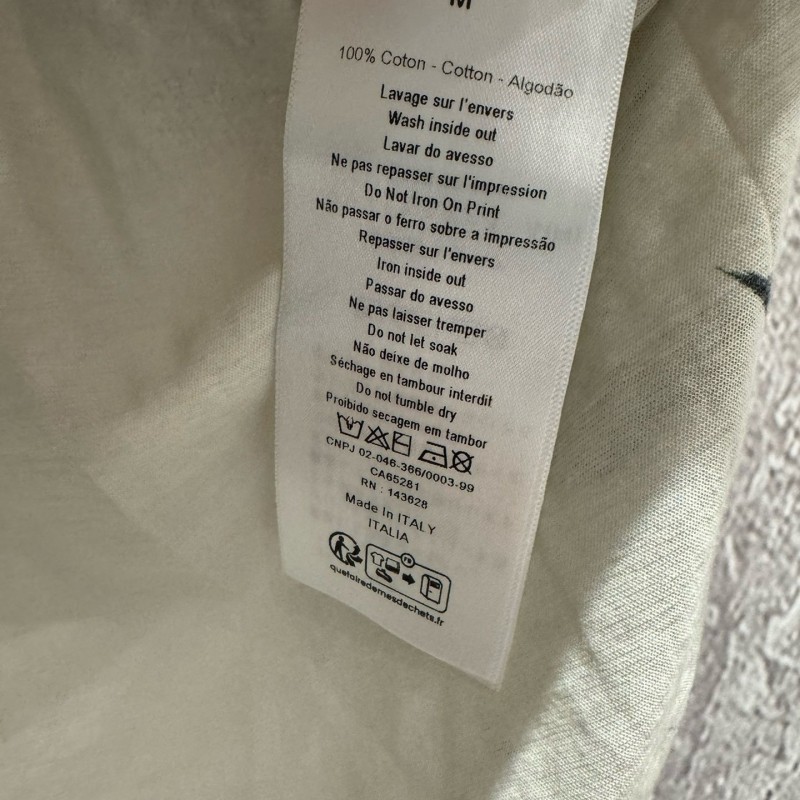 M
100% Coton - Cotton - Algodão
Lavage sur l'envers
Wash inside out
Lavar do avesso
Ne pas repasser sur l'impression
Do Not Iron On Print
Não passar o ferro sobre a impressão
Repasser sur l'envers
Iron inside out
Passar do avesso
Ne pas laisser tremper
Do not let soak
Não deixe de molho
Séchage en tambour interdit
Do not tumble dry
Proibido secagem em tambor
CNPJ 02-046-366/0003-99
CA65281
RN : 143628
Made In ITALY
ITALIA
FR
quefairedemesdechets.fr